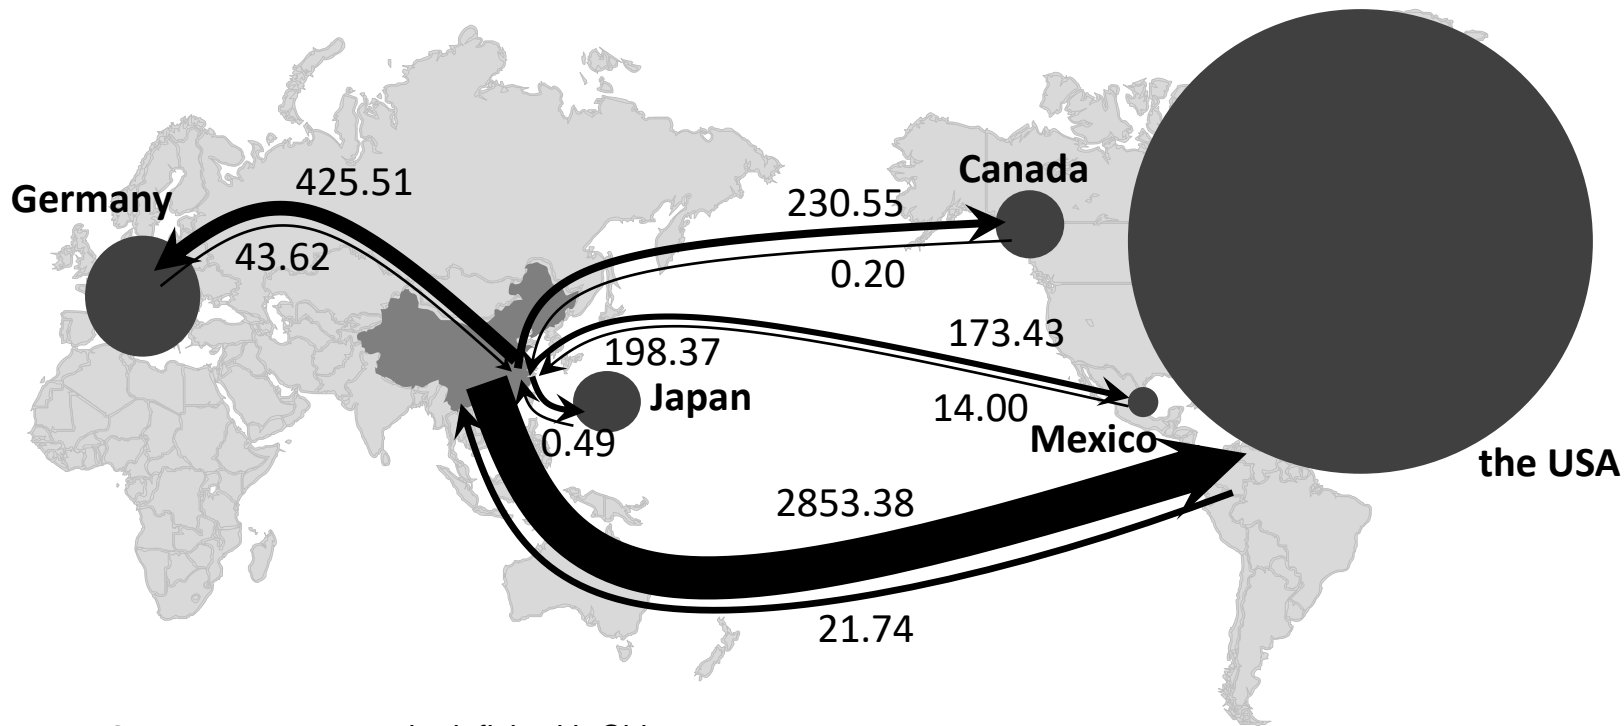 425.51
Germany
43.62
Canada
230.55
0.20
173.43
198.37
Japan
14.00
0.49
Mexico
the USA
2853.38
21.74